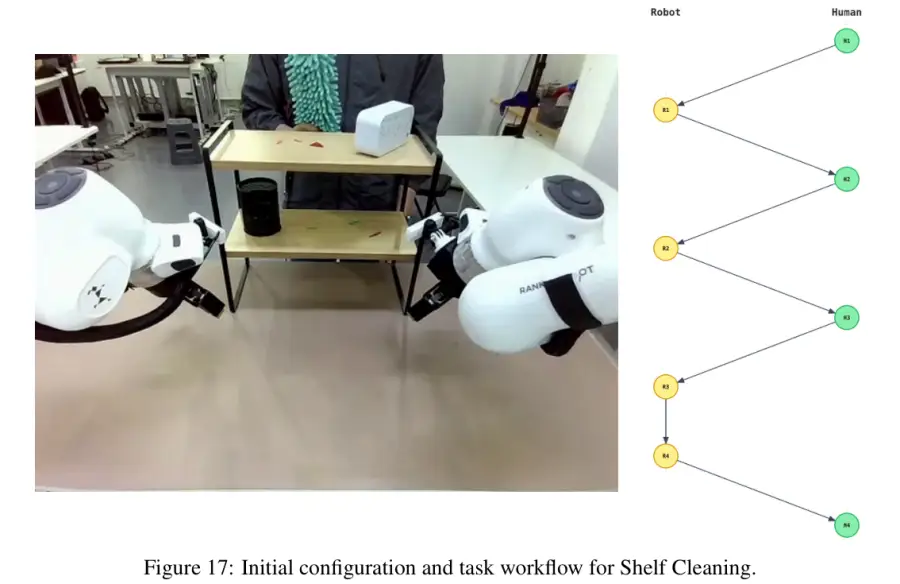 Robot
Human
H1
R1
H2
R2
H3
R3
R4
H4
Figure 17: Initial configuration and task workflow for Shelf Cleaning.